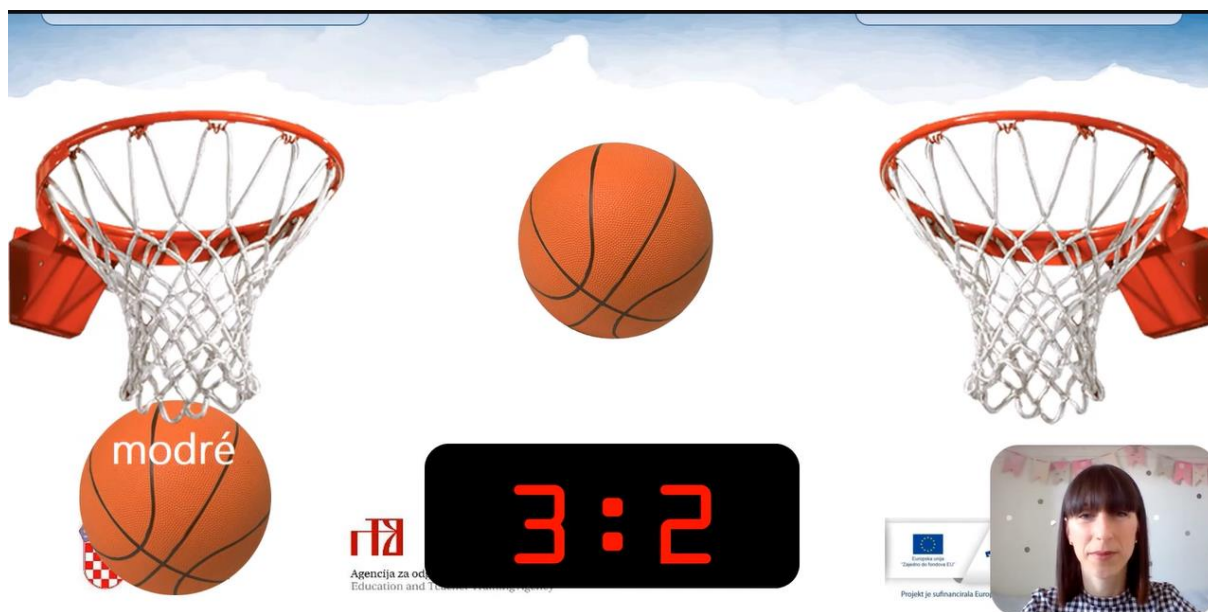 modré
3:2
Agencija za od
Education and Teacher Training Agency
Europska unija
"Zajedno do fondova EU"
Projekt je sufinancirala Europ